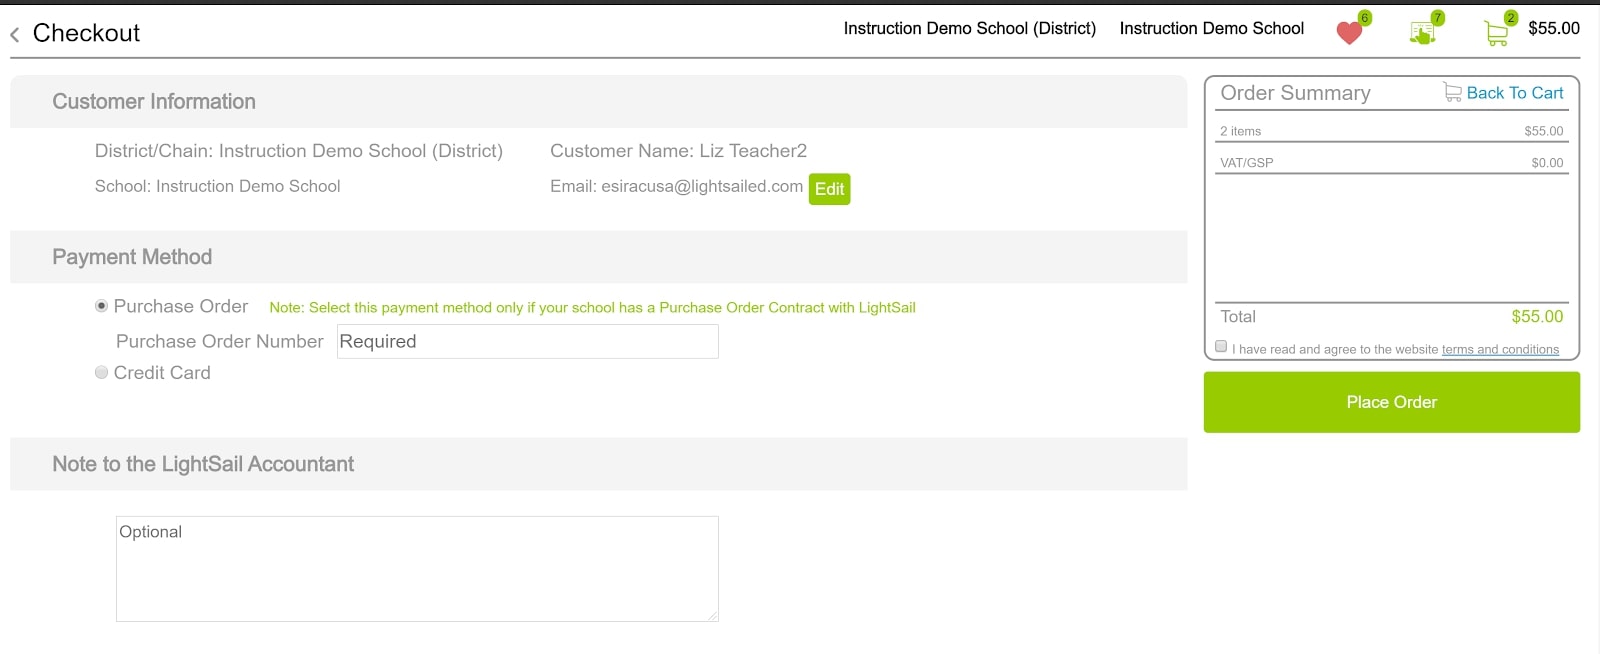 Checkout
Instruction Demo School (District)
Instruction Demo School
6
7
2
$55.00
Customer Information
District/Chain: Instruction Demo School (District)
Customer Name: Liz Teacher2
School: Instruction Demo School
Email: esiracusa@lightsailed.com
Edit
Payment Method
Purchase Order
Note: Select this payment method only if your school has a Purchase Order Contract with LightSail
Purchase Order Number
Required
Credit Card
Note to the LightSail Accountant
Optional
Order Summary
Back To Cart
2 items
$55.00
VAT/GSP
$0.00
Total
$55.00
I have read and agree to the website terms and conditions
Place Order